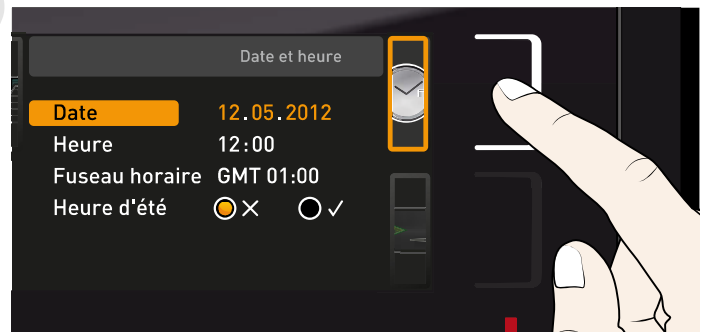 Date et heure
Date 12.05.2012
Heure 12:00
Fuseau horaire GMT 01:00
Heure d'été